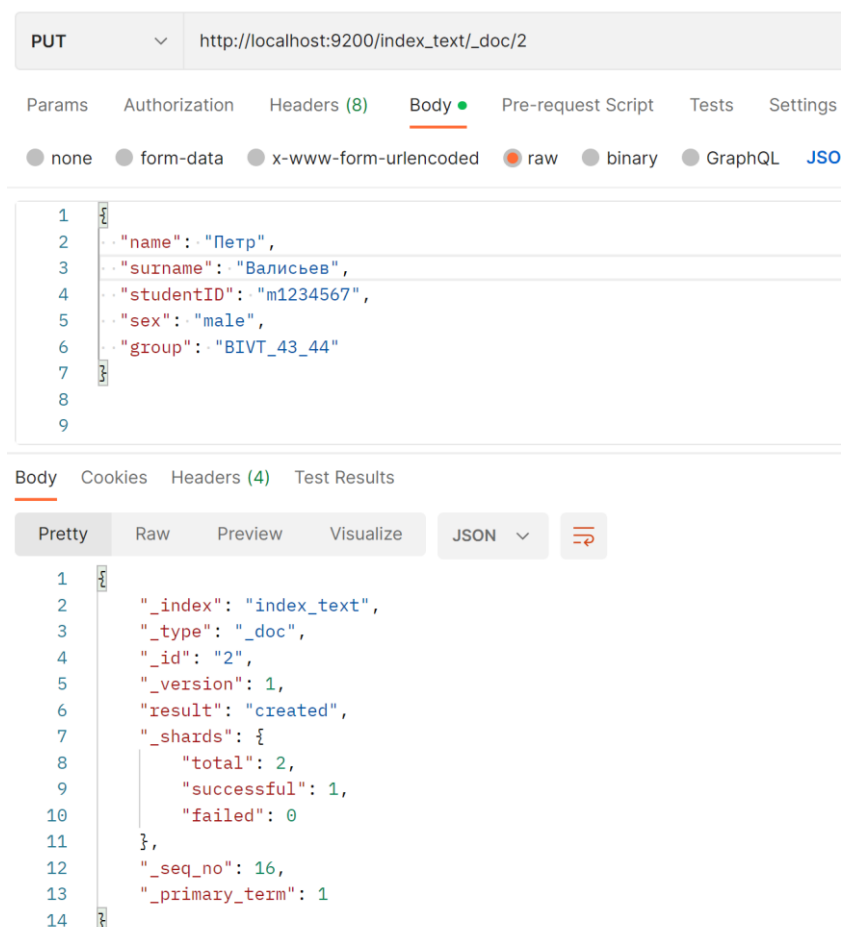 PUT http://localhost:9200/index_text/_doc/2
Params Authorization Headers (8) Body Pre-request Script Tests Settings
none form-data x-www-form-urlencoded raw binary GraphQL JSO
1 {
2 "name": "Петр",
3 "surname": "Валисьев",
4 "studentID": "m1234567",
5 "sex": "male",
6 "group": "BIVT_43_44"
7 }
8
9
Body Cookies Headers (4) Test Results
Pretty Raw Preview Visualize JSON
1 {
2 "_index": "index_text",
3 "_type": "_doc",
4 "_id": "2",
5 "_version": 1,
6 "result": "created",
7 "_shards": {
8 "total": 2,
9 "successful": 1,
10 "failed": 0
11 },
12 "_seq_no": 16,
13 "_primary_term": 1
14 }